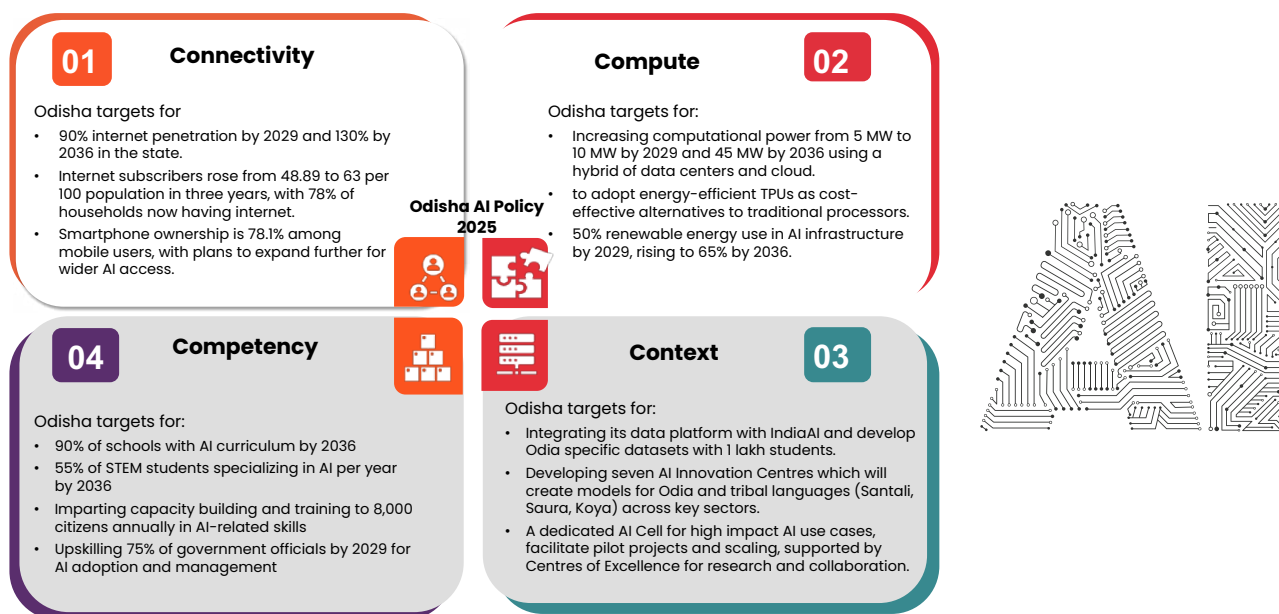 01
Connectivity
Odisha targets for
• 90% internet penetration by 2029 and 130% by
2036 in the state.
• Internet subscribers rose from 48.89 to 63 per
100 population in three years, with 78% of
households now having internet.
• Smartphone ownership is 78.1% among
mobile users, with plans to expand further for
wider AI access.
Compute
02
Odisha targets for:
• Increasing computational power from 5 MW to
10 MW by 2029 and 45 MW by 2036 using a
hybrid of data centers and cloud.
• to adopt energy-efficient TPUs as cost-
effective alternatives to traditional processors.
• 50% renewable energy use in AI infrastructure
by 2029, rising to 65% by 2036.
Odisha AI Policy
2025
Context
03
Odisha targets for:
• Integrating its data platform with IndiaAI and develop
Odia specific datasets with 1 lakh students.
• Developing seven AI Innovation Centres which will
create models for Odia and tribal languages (Santali,
Saura, Koya) across key sectors.
• A dedicated AI Cell for high impact AI use cases,
facilitate pilot projects and scaling, supported by
Centres of Excellence for research and collaboration.
04
Competency
Odisha targets for:
• 90% of schools with AI curriculum by 2036
• 55% of STEM students specializing in AI per year
by 2036
• Imparting capacity building and training to 8,000
citizens annually in AI-related skills
• Upskilling 75% of government officials by 2029 for
AI adoption and management
AI